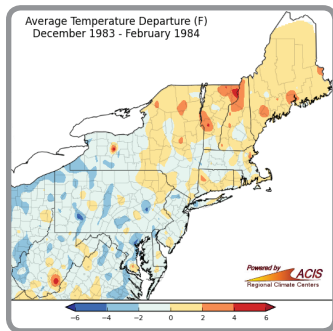 Average Temperature Departure (F)
December 1983 - February 1984
Powered by
ACIS
Regional Climate Centers
−6 −4 −2 0 2 4 6